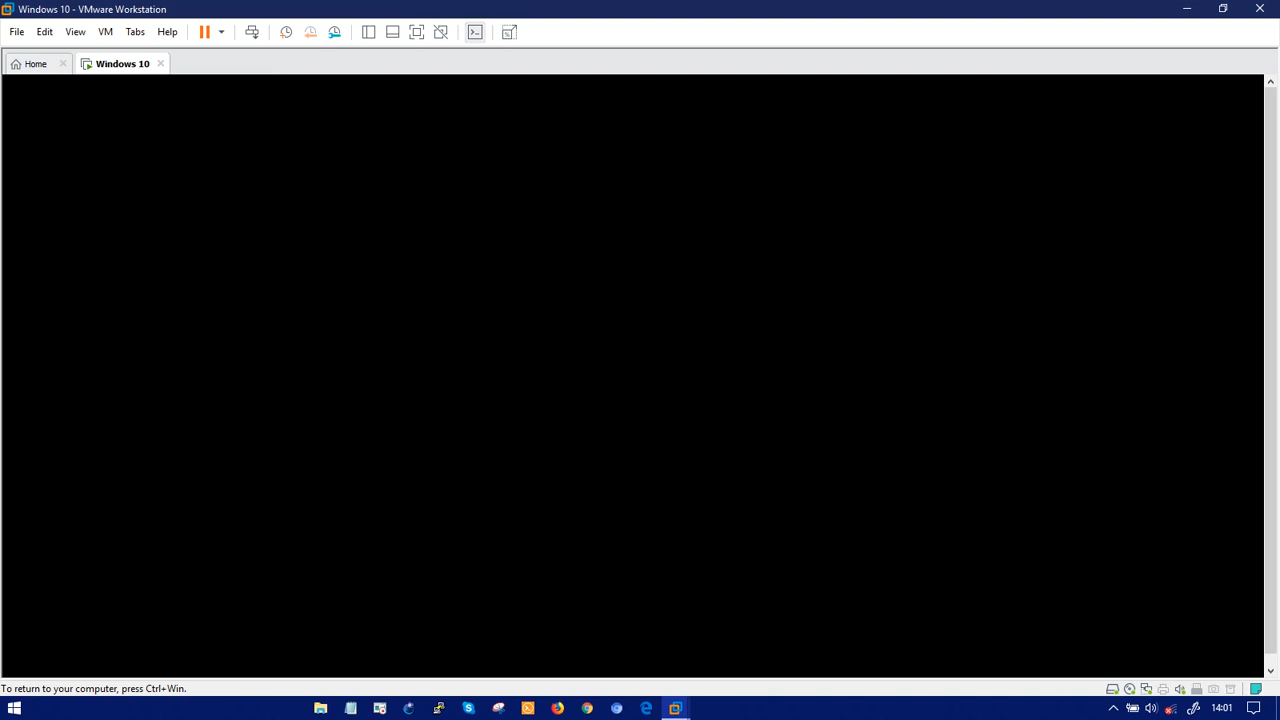 Windows 10 - VMware Workstation
File Edit View VM Tabs Help
Home Windows 10
To return to your computer, press Ctrl+Win.
14:01